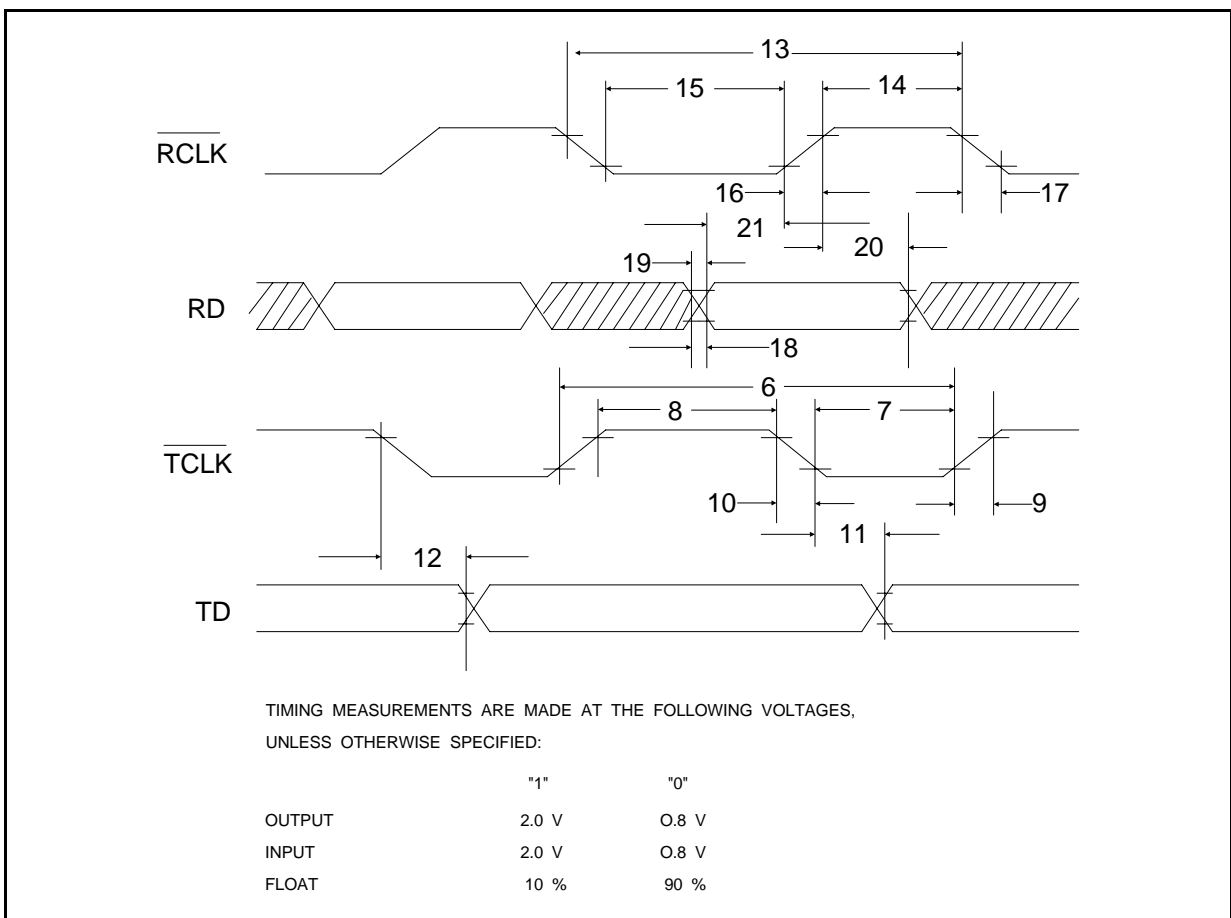 13
15
14
RCLK
16
17
21
20
19
RD
18
6
8
7
TCLK
10
9
11
12
TD
TIMING MEASUREMENTS ARE MADE AT THE FOLLOWING VOLTAGES,
UNLESS OTHERWISE SPECIFIED:
"1" "0"
OUTPUT 2.0 V O.8 V
INPUT 2.0 V O.8 V
FLOAT 10 % 90 %